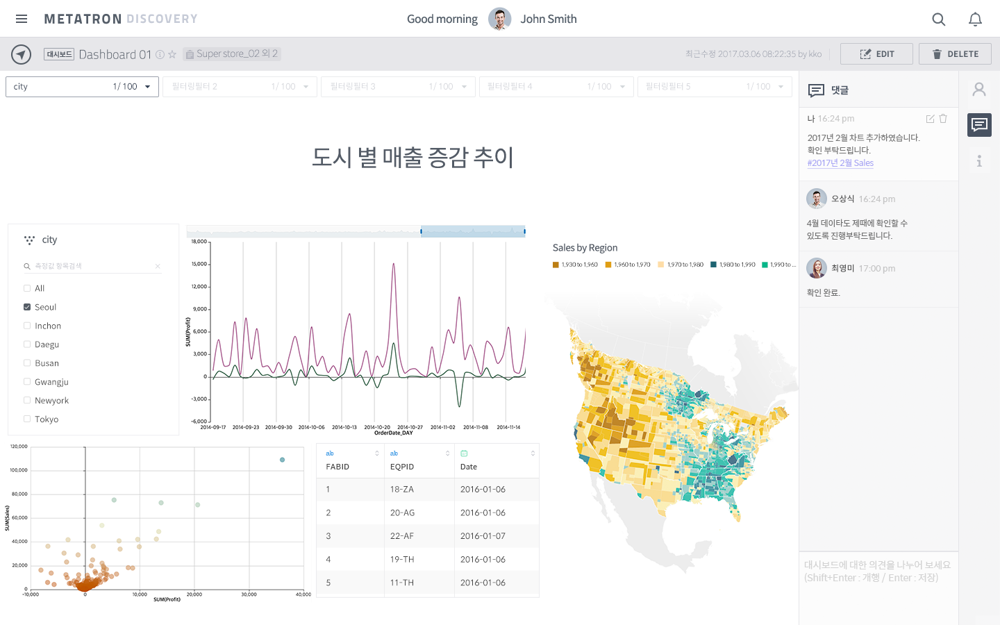 METATRON DISCOVERY
Good morning John Smith
대시보드 Dashboard 01 Super store_02 외 2
최근수정 2017.03.06 08:22:35 by kko
EDIT
DELETE
city 1/ 100
필터링필터 2 1/ 100
필터링필터 3 1/ 100
필터링필터 4 1/ 100
필터링필터 5 1/ 100
도시 별 매출 증감 추이
city
측정값 항목검색
All
Seoul
Inchon
Daegu
Busan
Gwangju
Newyork
Tokyo
SUM(Profit)
18,000
15,000
12,000
9,000
6,000
3,000
0
-3,000
-6,000
2014-09-17 2014-09-23 2014-09-30 2014-10-06 2014-10-13 2014-10-20 2014-10-27 2014-11-02 2014-11-08 2014-11-14
OrderDate_DAY
Sales by Region
1,930 to 1,960 1,960 to 1,970 1,970 to 1,980 1,980 to 1,990 1,990 to ...
SUM(Sales)
120,000
100,000
80,000
60,000
40,000
20,000
0
-10,000 0 10,000 20,000 30,000 40,000
SUM(Profit)
ab ab
FABID EQPID Date
1 18-ZA 2016-01-06
2 20-AG 2016-01-06
3 22-AF 2016-01-07
4 19-TH 2016-01-06
5 11-TH 2016-01-06
댓글
나 16:24 pm
2017년 2월 차트 추가하였습니다.
확인 부탁드립니다.
#2017년 2월 Sales
오상식 16:24 pm
4월 데이타도 제때에 확인할 수
있도록 진행부탁드립니다.
최영미 17:00 pm
확인 완료.
대시보드에 대한 의견을 나누어 보세요
(Shift+Enter : 개행 / Enter : 저장)